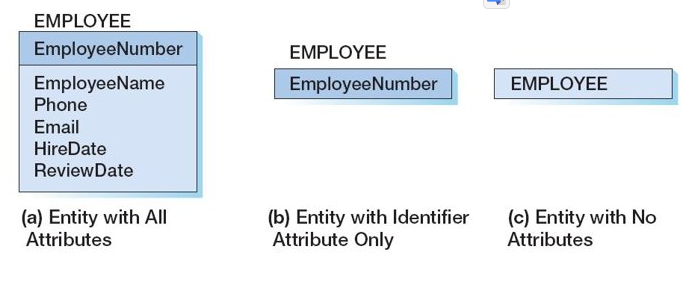 EMPLOYEE
EmployeeNumber
EmployeeName
Phone
Email
HireDate
ReviewDate
(a) Entity with All
Attributes
EMPLOYEE
EmployeeNumber
(b) Entity with Identifier
Attribute Only
EMPLOYEE
(c) Entity with No
Attributes